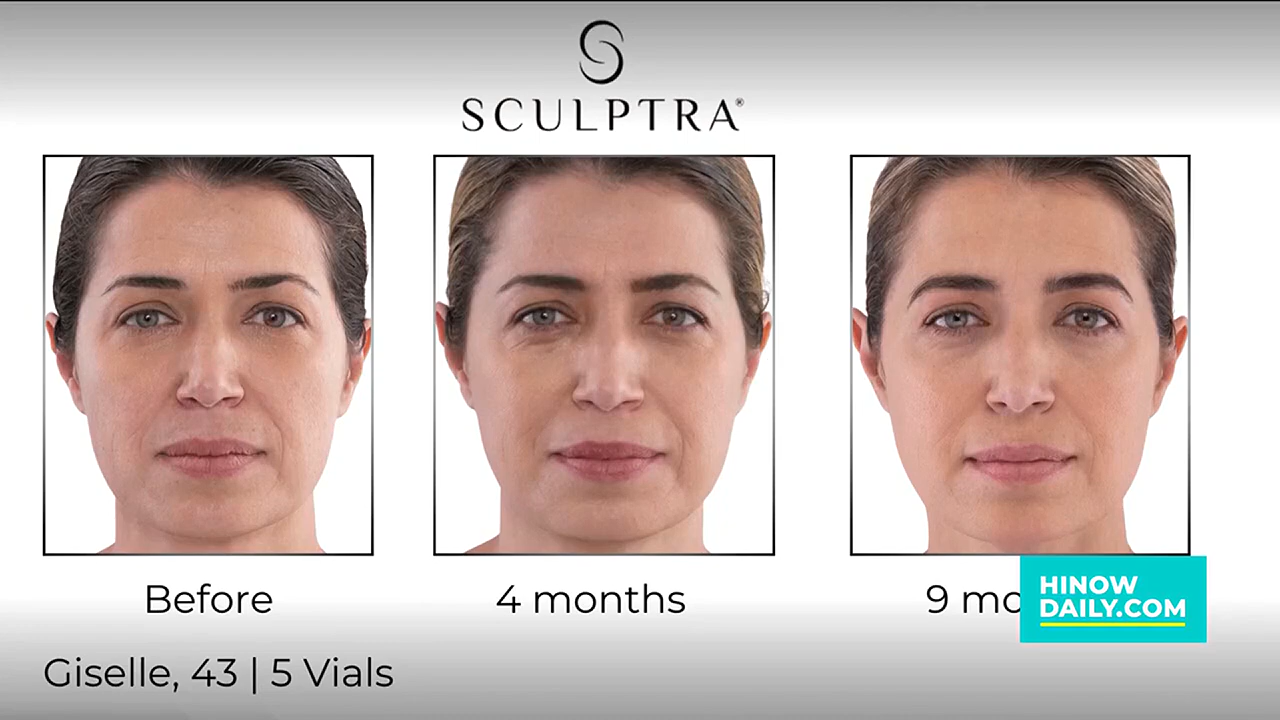 SCULPTRA®
Before
4 months
9 mo
HINOW
DAILY.COM
Giselle, 43 | 5 Vials